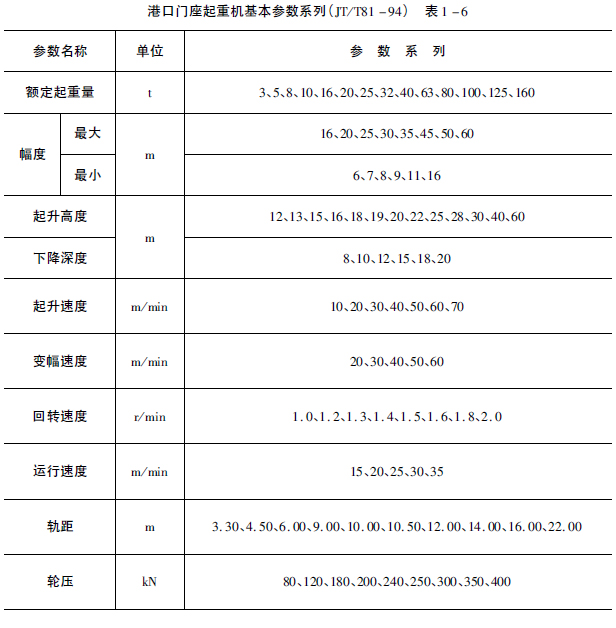 港口门座起重机基本参数系列(JT/T81-94) 表1-6
参数名称 单位 参 数 系 列
额定起重量 t 3、5、8、10、16、20、25、32、40、63、80、100、125、160
幅度 最大 m 16、20、25、30、35、45、50、60
最小 6、7、8、9、11、16
起升高度 m 12、13、15、16、18、19、20、22、25、28、30、40、60
下降深度 8、10、12、15、18、20
起升速度 m/min 10、20、30、40、50、60、70
变幅速度 m/min 20、30、40、50、60
回转速度 r/min 1.0、1.2、1.3、1.4、1.5、1.6、1.8、2.0
运行速度 m/min 15、20、25、30、35
轨距 m 3.30、4.50、6.00、9.00、10.00、10.50、12.00、14.00、16.00、22.00
轮压 kN 80、120、180、200、240、250、300、350、400